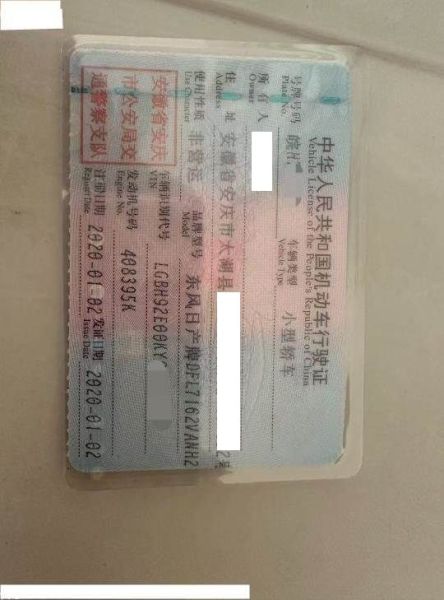 中华人民共和国机动车行驶证
Vehicle License of the People's Republic of China
号牌号码 皖H 车辆类型 小型轿车
Plate No. Vehicle Type
所有人
Owner
住址 安徽省安庆市太湖县
Address
使用性质 非营运 品牌型号 东风日产牌DFL7162VANH2
Use Character Model
安徽省安庆
市公安局交
通警察支队
车辆识别代号 LGBH92E00KY
VIN
发动机号码 408395K
Engine No.
注册日期 2020-01-02 发证日期 2020-01-02
Register Date Issue Date